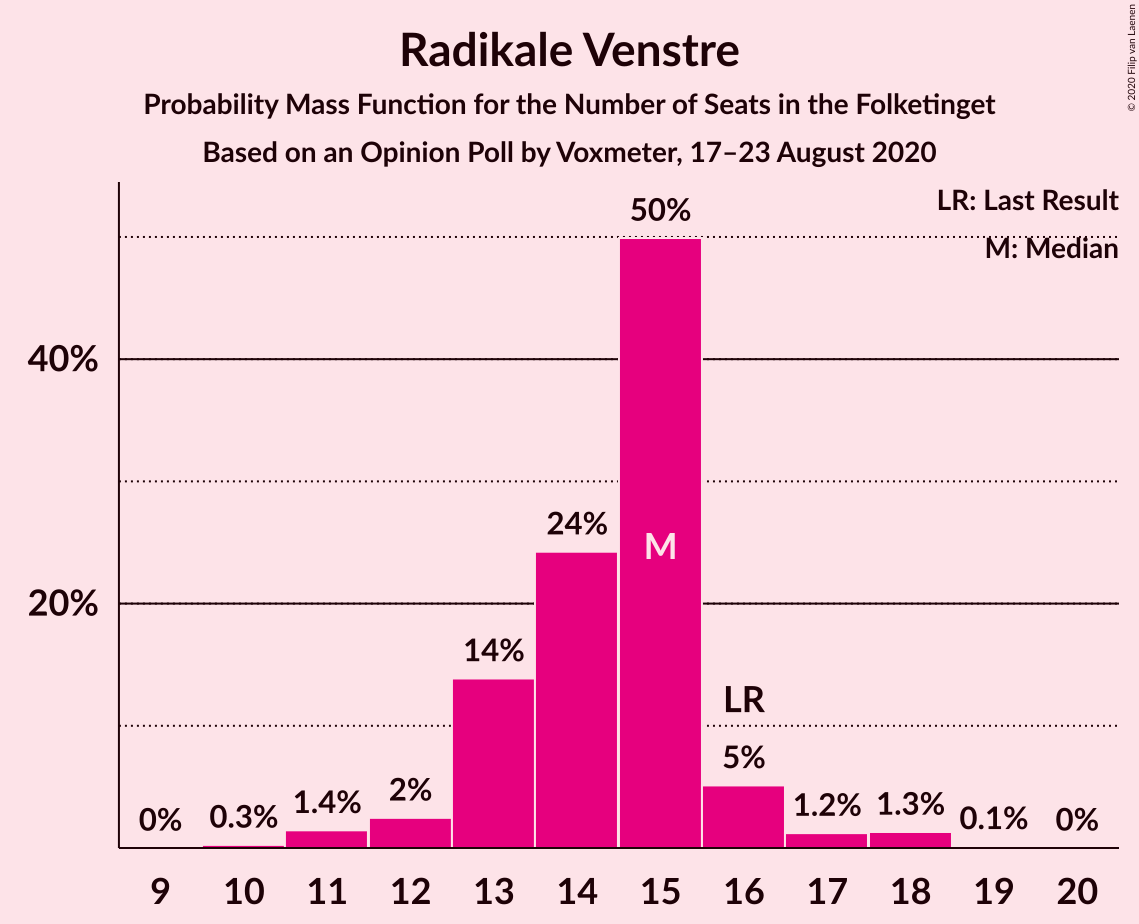 Radikale Venstre
Probability Mass Function for the Number of Seats in the Folketinget
Based on an Opinion Poll by Voxmeter, 17–23 August 2020
© 2020 Filip van Laenen
LR: Last Result
M: Median
50%
40%
24%
M
20%
14%
LR
5%
0% 0.3% 1.4% 2% 1.2% 1.3% 0.1% 0%
9 10 11 12 13 14 15 16 17 18 19 20